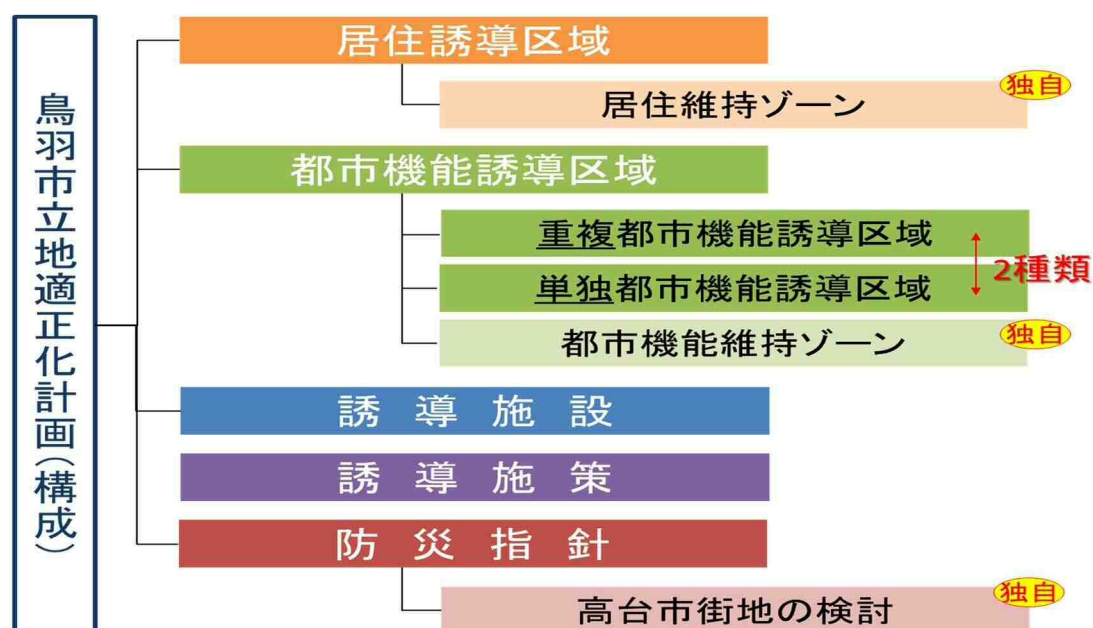 鳥羽市立地適正化計画(構成)
居住誘導区域
居住維持ゾーン
独自
都市機能誘導区域
重複都市機能誘導区域
単独都市機能誘導区域
2種類
都市機能維持ゾーン
独自
誘導施設
誘導施策
防災指針
高台市街地の検討
独自